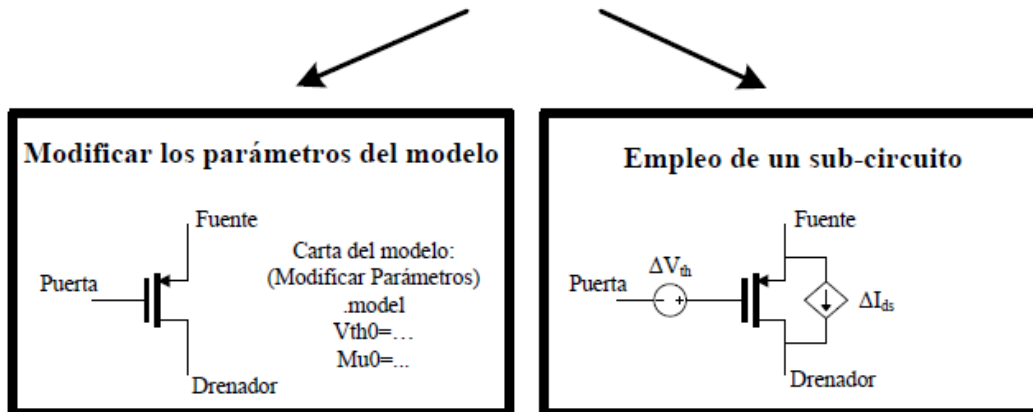 Modificar los parámetros del modelo
Fuente
Carta del modelo:
(Modificar Parámetros)
Puerta
.model
Vth0=...
Mu0=...
Drenador
Empleo de un sub-circuito
Fuente
ΔVth
Puerta
- +
ΔIds
Drenador